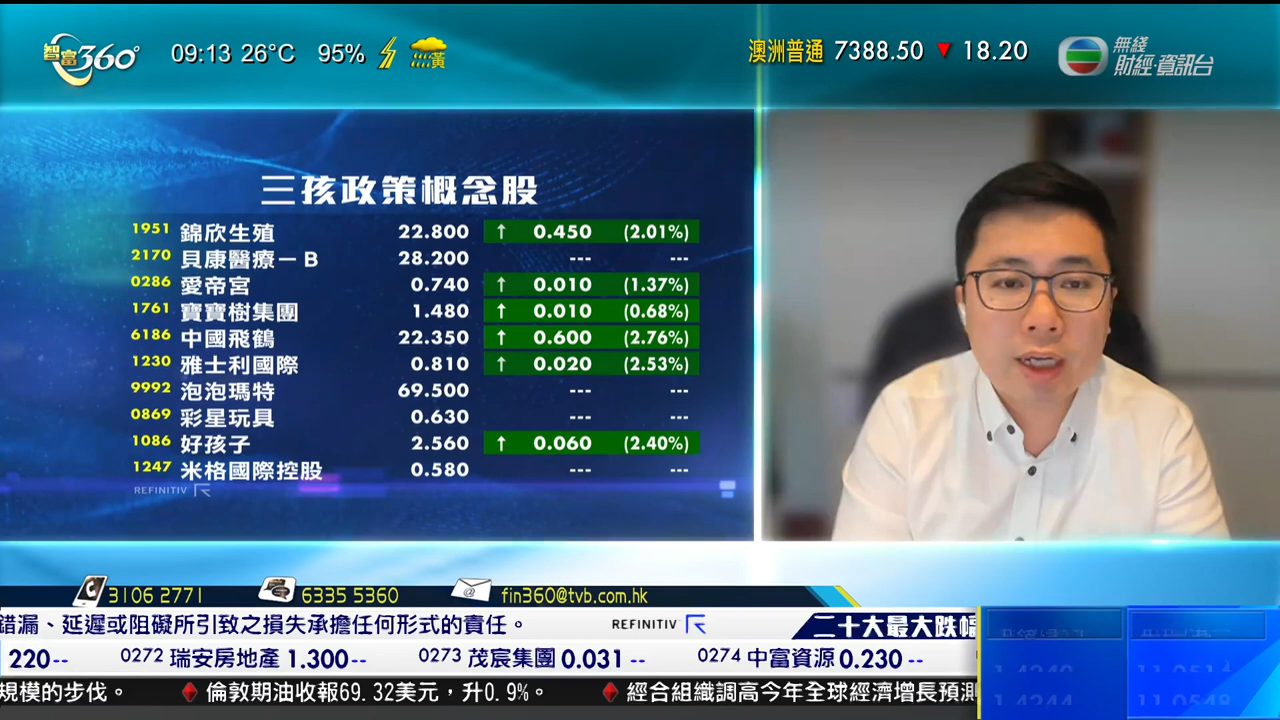 智富360°
09:13 26°C 95% 黃
澳洲普通 7388.50 ▼ 18.20
無綫
財經·資訊台
三孩政策概念股
1951 錦欣生殖 22.800 ↑ 0.450 (2.01%)
2170 貝康醫療－B 28.200 --- ---
0286 愛帝宮 0.740 ↑ 0.010 (1.37%)
1761 寶寶樹集團 1.480 ↑ 0.010 (0.68%)
6186 中國飛鶴 22.350 ↑ 0.600 (2.76%)
1230 雅士利國際 0.810 ↑ 0.020 (2.53%)
9992 泡泡瑪特 69.500 --- ---
0869 彩星玩具 0.630 --- ---
1086 好孩子 2.560 ↑ 0.060 (2.40%)
1247 米格國際控股 0.580 --- ---
REFINITIV
3106 2771 6335 5360 fin360@tvb.com.hk
錯漏、延遲或阻礙所引致之損失承擔任何形式的責任。 REFINITIV 二十大最大跌幅
220-- 0272 瑞安房地產 1.300-- 0273 茂宸集團 0.031 -- 0274 中富資源 0.230 --
規模的步伐。 ♦ 倫敦期油收報69.32美元，升0.9%。 ♦ 經合組織調高今年全球經濟增長預測